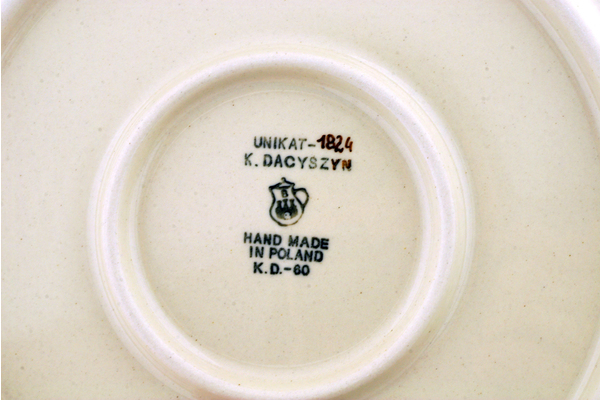 UNIKAT-1824
K. DACYSZYN
B
HAND MADE
IN POLAND
K.D.-60